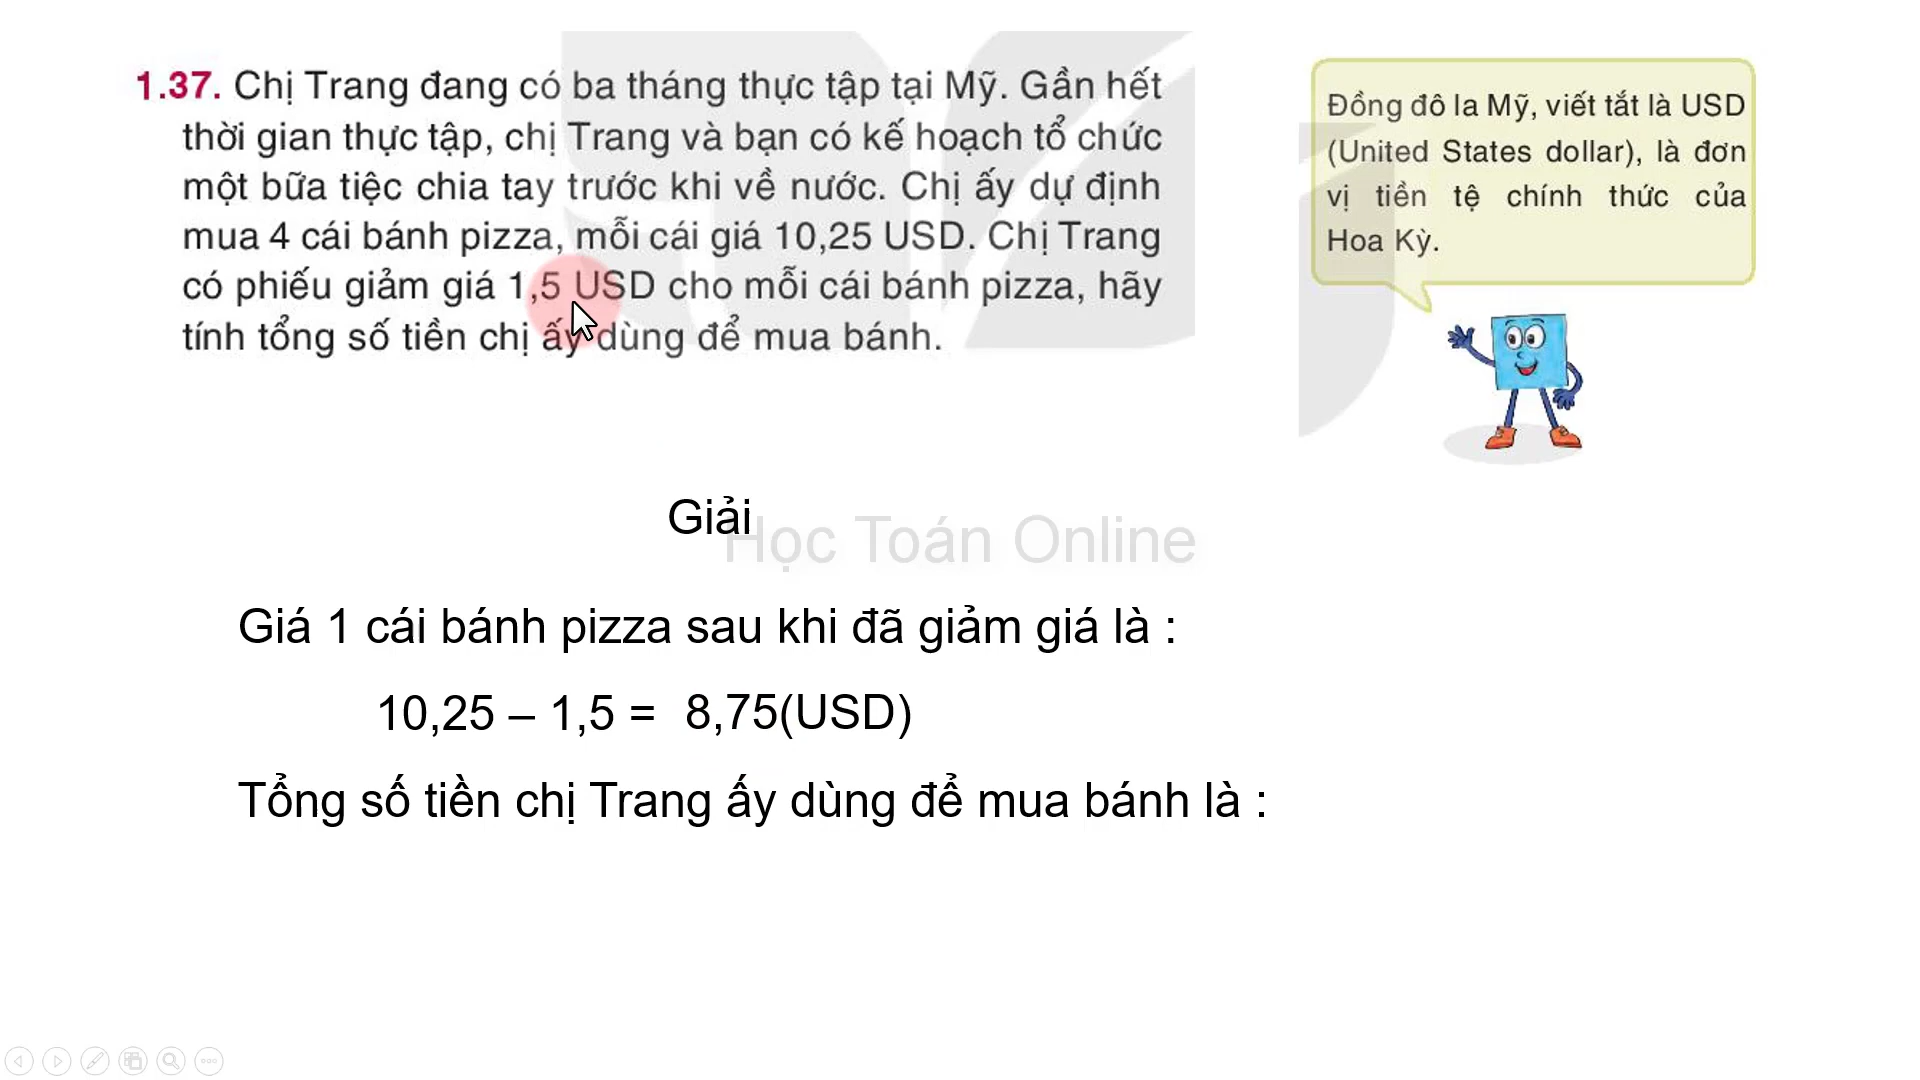 1.37. Chị Trang đang có ba tháng thực tập tại Mỹ. Gần hết
thời gian thực tập, chị Trang và bạn có kế hoạch tổ chức
một bữa tiệc chia tay trước khi về nước. Chị ấy dự định
mua 4 cái bánh pizza, mỗi cái giá 10,25 USD. Chị Trang
có phiếu giảm giá 1,5 USD cho mỗi cái bánh pizza, hãy
tính tổng số tiền chị ấy dùng để mua bánh.
Đồng đô la Mỹ, viết tắt là USD
(United States dollar), là đơn
vị tiền tệ chính thức của
Hoa Kỳ.
Giải
Học Toán Online
Giá 1 cái bánh pizza sau khi đã giảm giá là :
10,25 – 1,5 = 8,75(USD)
Tổng số tiền chị Trang ấy dùng để mua bánh là :